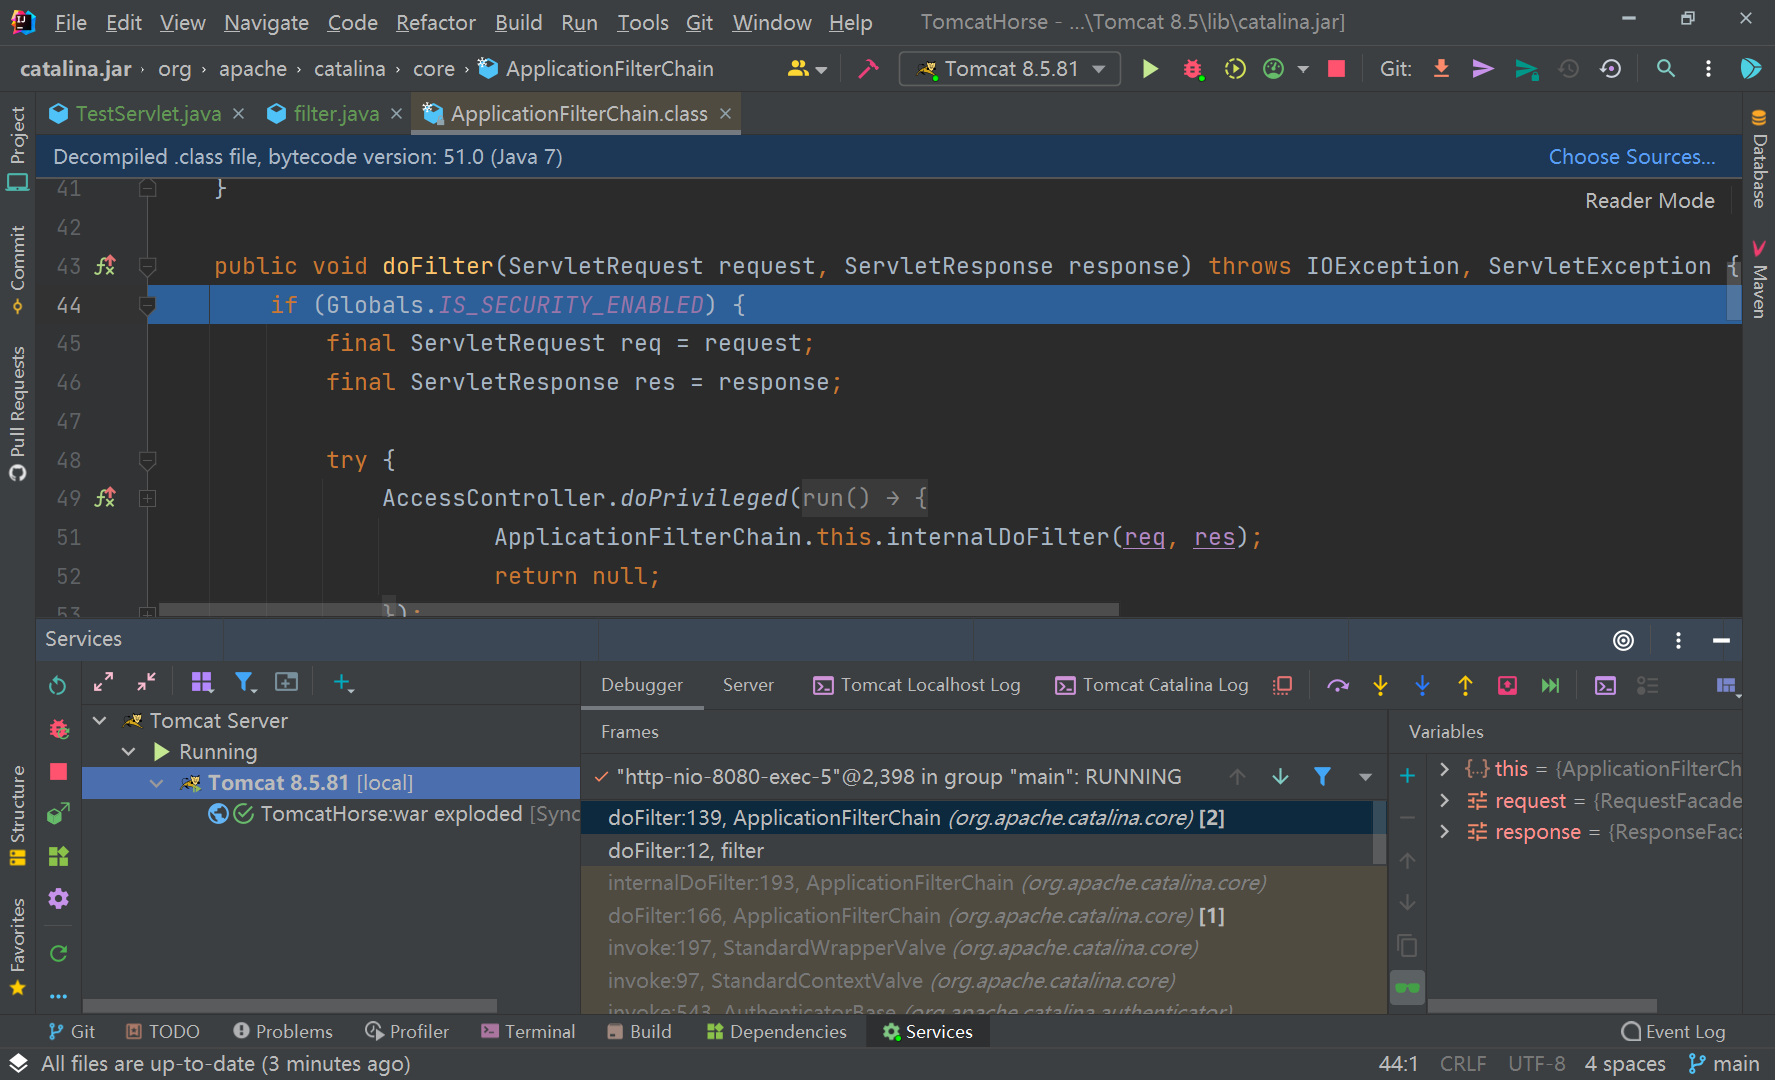 File Edit View Navigate Code Refactor Build Run Tools Git Window Help TomcatHorse - ...\Tomcat 8.5\lib\catalina.jar]
catalina.jar › org › apache › catalina › core › ApplicationFilterChain Tomcat 8.5.81 Git:
TestServlet.java filter.java ApplicationFilterChain.class
Decompiled .class file, bytecode version: 51.0 (Java 7) Choose Sources...
Reader Mode
41 }
42
43 public void doFilter(ServletRequest request, ServletResponse response) throws IOException, ServletException {
44 if (Globals.IS_SECURITY_ENABLED) {
45 final ServletRequest req = request;
46 final ServletResponse res = response;
47
48 try {
49 AccessController.doPrivileged(run() → {
51 ApplicationFilterChain.this.internalDoFilter(req, res);
52 return null;
53 });
Project
Commit
Pull Requests
Structure
Favorites
Database
Maven
Services
Debugger Server Tomcat Localhost Log Tomcat Catalina Log
Tomcat Server
Running
Tomcat 8.5.81 [local]
TomcatHorse:war exploded [Sync
Frames
"http-nio-8080-exec-5"@2,398 in group "main": RUNNING
doFilter:139, ApplicationFilterChain (org.apache.catalina.core) [2]
doFilter:12, filter
internalDoFilter:193, ApplicationFilterChain (org.apache.catalina.core)
doFilter:166, ApplicationFilterChain (org.apache.catalina.core) [1]
invoke:197, StandardWrapperValve (org.apache.catalina.core)
invoke:97, StandardContextValve (org.apache.catalina.core)
invoke:543, AuthenticatorBase (org.apache.catalina.authenticator)
Variables
this = {ApplicationFilterCh
request = {RequestFacade
response = {ResponseFaca
Git TODO Problems Profiler Terminal Build Dependencies Services Event Log
All files are up-to-date (3 minutes ago) 44:1 CRLF UTF-8 4 spaces main